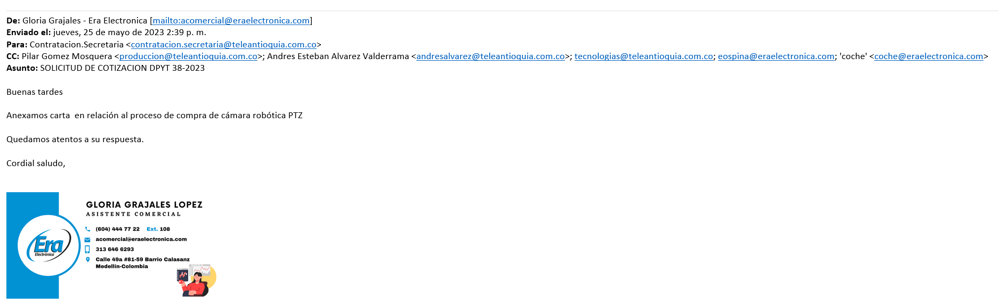 De: Gloria Grajales - Era Electronica [mailto:acomercial@eraelectronica.com]
Enviado el: jueves, 25 de mayo de 2023 2:39 p. m.
Para: Contratacion.Secretaria <contratacion.secretaria@teleantioquia.com.co>
CC: Pilar Gomez Mosquera <produccion@teleantioquia.com.co>; Andres Esteban Alvarez Valderrama <andresalvarez@teleantioquia.com.co>; tecnologias@teleantioquia.com.co; eospina@eraelectronica.com; 'coche' <coche@eraelectronica.com>
Asunto: SOLICITUD DE COTIZACION DPYT 38-2023
Buenas tardes
Anexamos carta  en relación al proceso de compra de cámara robótica PTZ
Quedamos atentos a su respuesta.
Cordial saludo,
GLORIA GRAJALES LOPEZ
ASISTENTE COMERCIAL
(604) 444 77 22 Ext. 108
acomercial@eraelectronica.com
313 646 6293
Calle 49a #81-59 Barrio Calasanz
Medellín-Colombia
Era
Electrónica